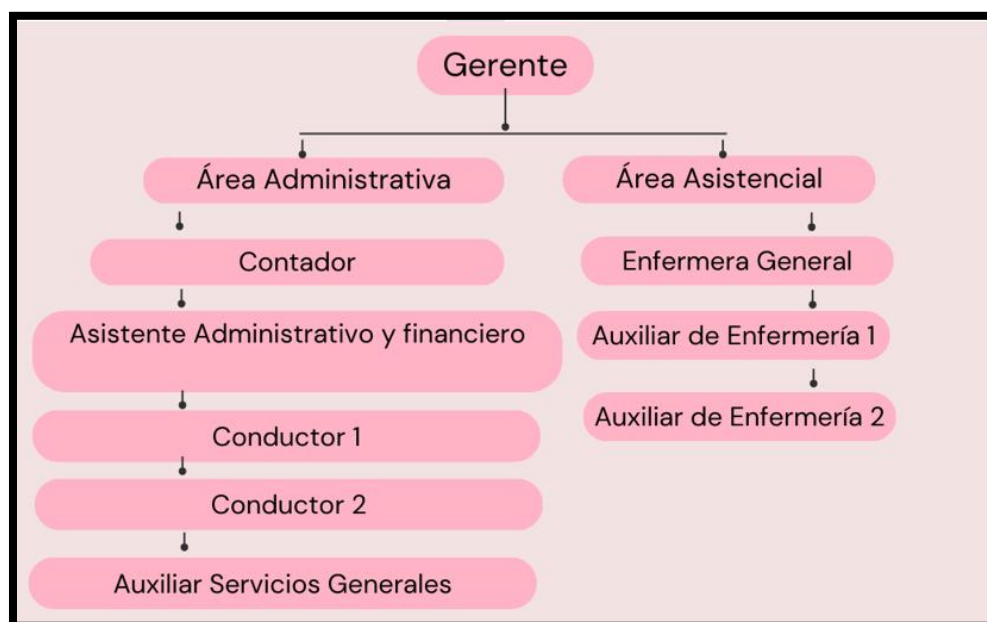 Gerente
Área Administrativa
Área Asistencial
Contador
Enfermera General
Asistente Administrativo y financiero
Auxiliar de Enfermería 1
Conductor 1
Auxiliar de Enfermería 2
Conductor 2
Auxiliar Servicios Generales